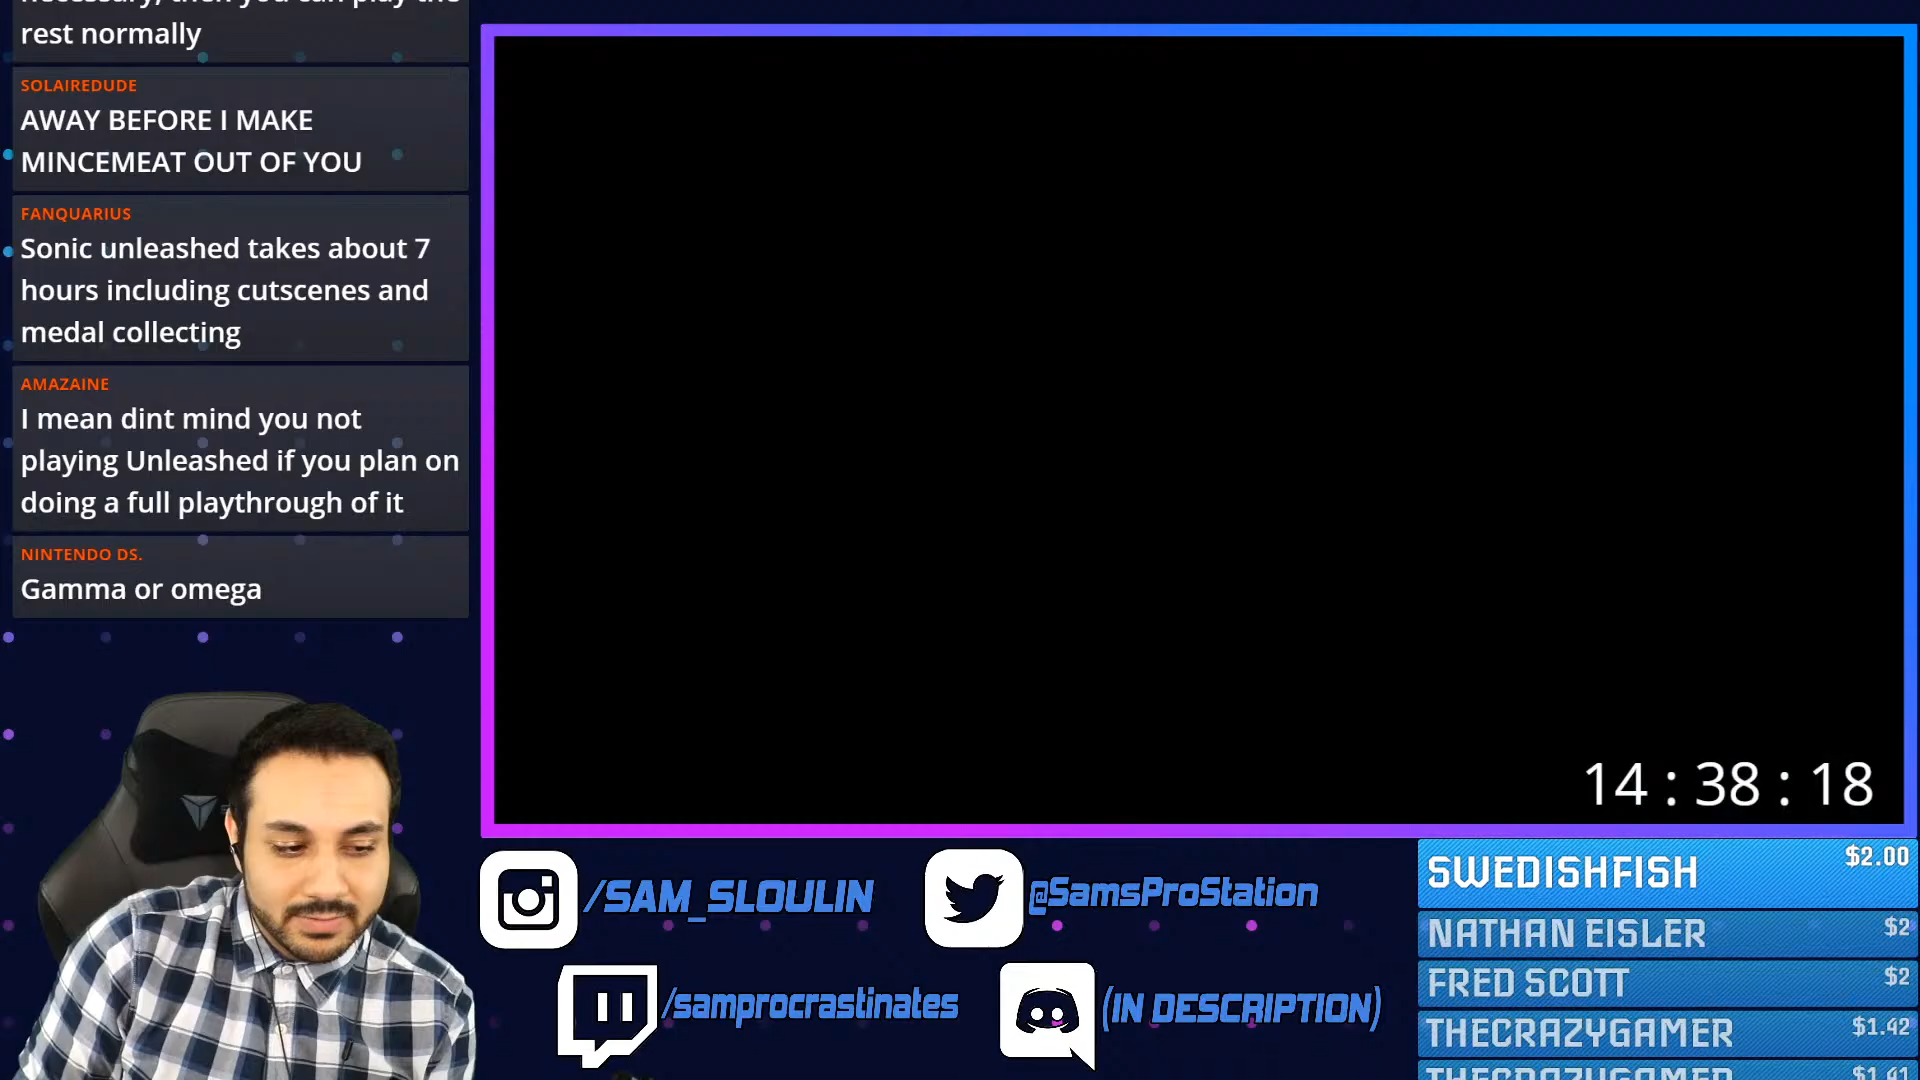 rest normally
SOLAIREDUDE
AWAY BEFORE I MAKE
MINCEMEAT OUT OF YOU
FANQUARIUS
Sonic unleashed takes about 7
hours including cutscenes and
medal collecting
AMAZAINE
I mean dint mind you not
playing Unleashed if you plan on
doing a full playthrough of it
NINTENDO DS.
Gamma or omega
14 : 38 : 18
/SAM_SLOULIN
@SamsProStation
/samprocrastinates
(IN DESCRIPTION)
SWEDISHFISH $2.00
NATHAN EISLER $2
FRED SCOTT $2
THECRAZYGAMER $1.42
THECRAZYGAMER $1.41